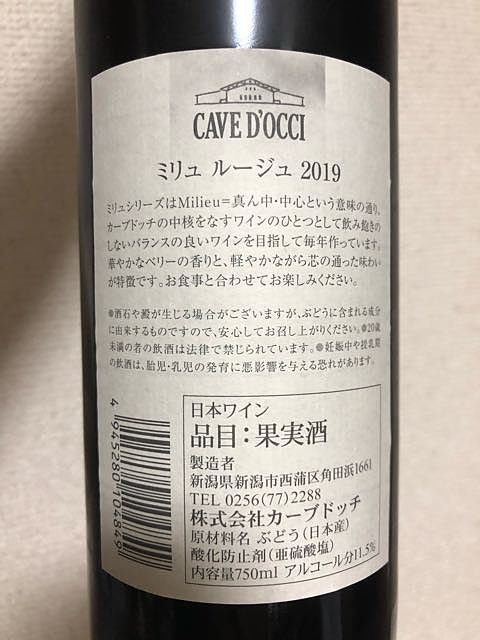 CAVE D'OCCI
ミリュ ルージュ 2019
ミリュシリーズはMilieu=真ん中・中心という意味の通り、
カーブドッチの中核をなすワインのひとつとして飲み飽きの
しないバランスの良いワインを目指して毎年作っています。
華やかなベリーの香りと、軽やかながら芯の通った味わい
が特徴です。お食事と合わせてお楽しみください。
●酒石や澱が生じる場合がございますが、ぶどうに含まれる成分
に由来するものですので、安心してお召し上がりください。●20歳
未満の者の飲酒は法律で禁じられています。●妊娠中や授乳期
の飲酒は、胎児・乳児の発育に悪影響を与える恐れがあります。
4945280104849
日本ワイン
品目：果実酒
製造者
新潟県新潟市西蒲区角田浜1661
TEL 0256(77)2288
株式会社カーブドッチ
原材料名 ぶどう(日本産)
酸化防止剤(亜硫酸塩)
内容量750ml アルコール分11.5%